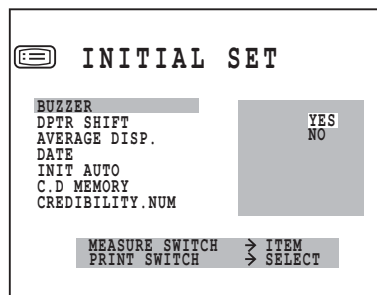 INITIAL SET
BUZZER
DPTR SHIFT
AVERAGE DISP.
DATE
INIT AUTO
C.D MEMORY
CREDIBILITY.NUM
YES
NO
MEASURE SWITCH → ITEM
PRINT SWITCH → SELECT